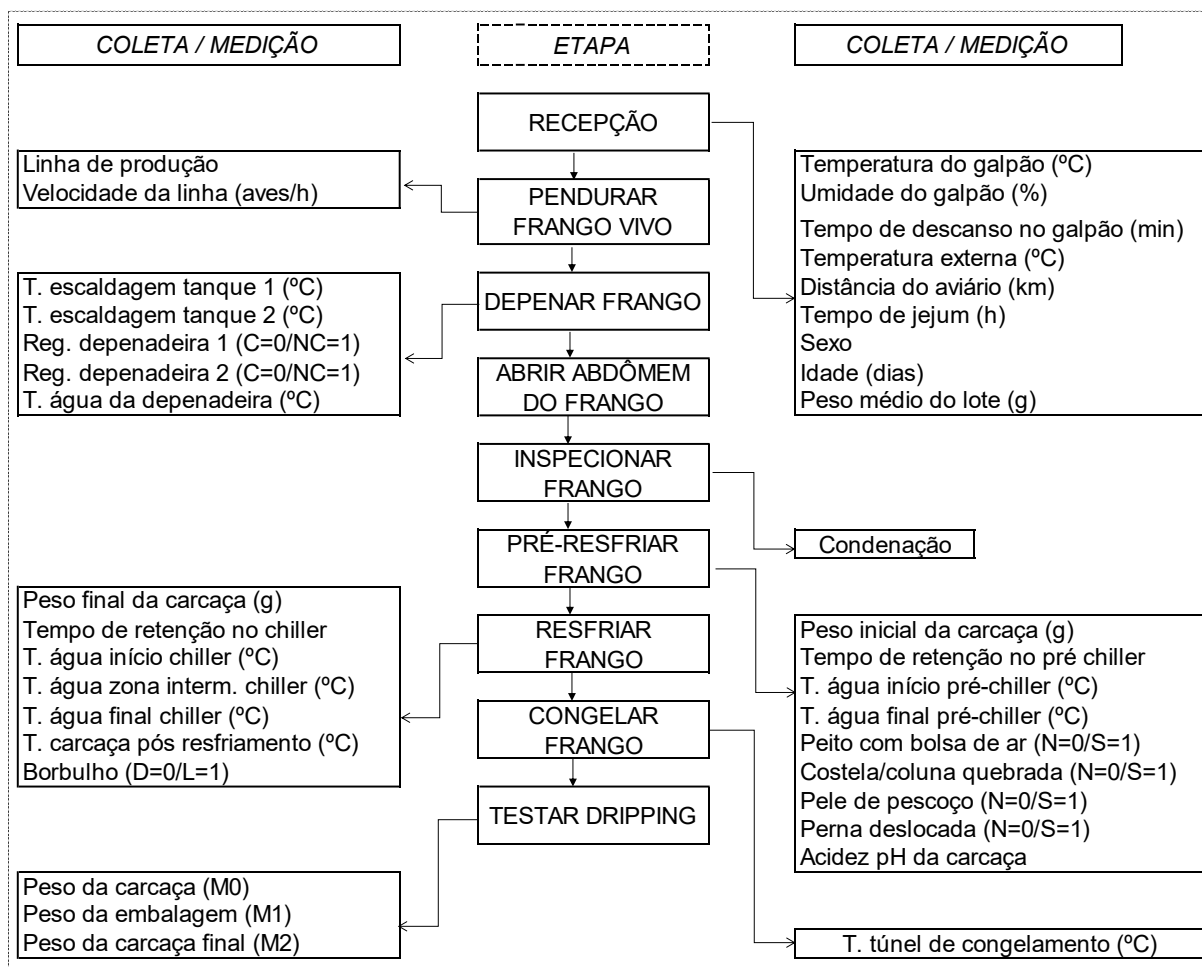 COLETA / MEDIÇÃO
ETAPA
COLETA / MEDIÇÃO
RECEPÇÃO
Linha de produção
Velocidade da linha (aves/h)
PENDURAR
FRANGO VIVO
Temperatura do galpão (ºC)
Umidade do galpão (%)
Tempo de descanso no galpão (min)
Temperatura externa (ºC)
Distância do aviário (km)
Tempo de jejum (h)
Sexo
Idade (dias)
Peso médio do lote (g)
T. escaldagem tanque 1 (ºC)
T. escaldagem tanque 2 (ºC)
Reg. depenadeira 1 (C=0/NC=1)
Reg. depenadeira 2 (C=0/NC=1)
T. água da depenadeira (ºC)
DEPENAR FRANGO
ABRIR ABDÔMEM
DO FRANGO
INSPECIONAR
FRANGO
Condenação
PRÉ-RESFRIAR
FRANGO
Peso final da carcaça (g)
Tempo de retenção no chiller
T. água início chiller (ºC)
T. água zona interm. chiller (ºC)
T. água final chiller (ºC)
T. carcaça pós resfriamento (ºC)
Borbulho (D=0/L=1)
RESFRIAR
FRANGO
Peso inicial da carcaça (g)
Tempo de retenção no pré chiller
T. água início pré-chiller (ºC)
T. água final pré-chiller (ºC)
Peito com bolsa de ar (N=0/S=1)
Costela/coluna quebrada (N=0/S=1)
Pele de pescoço (N=0/S=1)
Perna deslocada (N=0/S=1)
Acidez pH da carcaça
CONGELAR
FRANGO
TESTAR DRIPPING
Peso da carcaça (M0)
Peso da embalagem (M1)
Peso da carcaça final (M2)
T. túnel de congelamento (ºC)